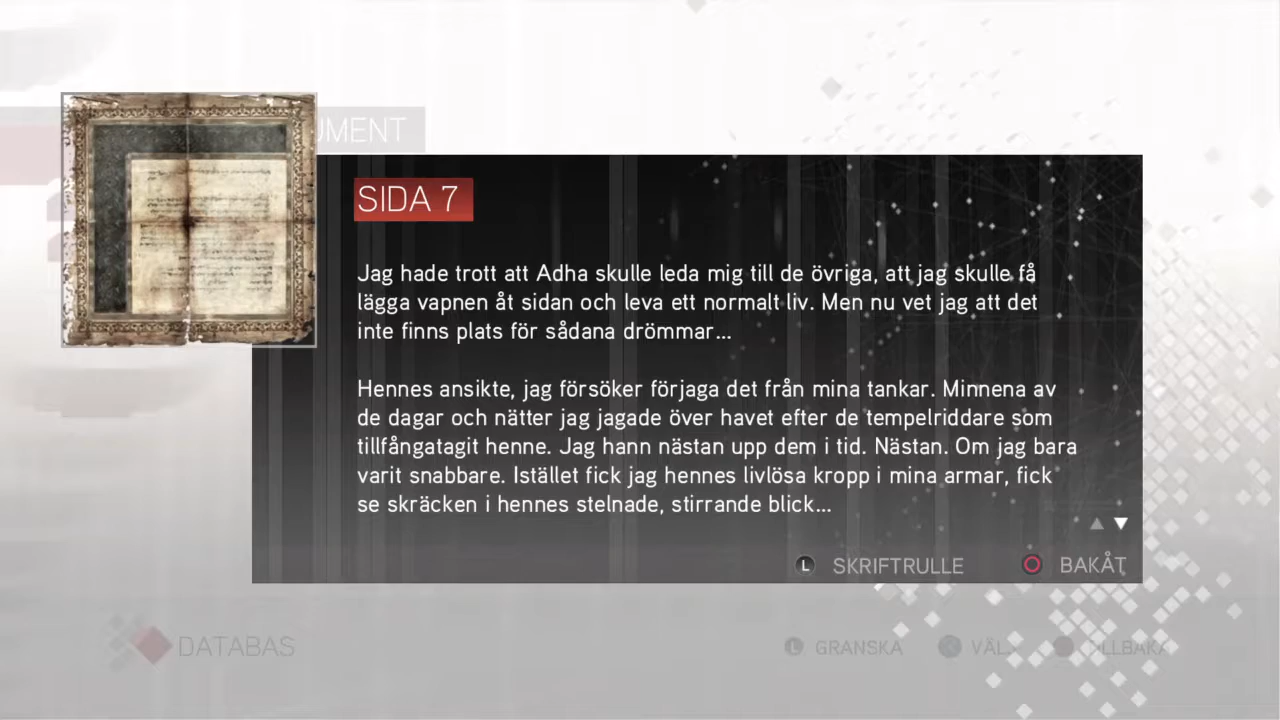 UMENT
SIDA 7
Jag hade trott att Adha skulle leda mig till de övriga, att jag skulle få
lägga vapnen åt sidan och leva ett normalt liv. Men nu vet jag att det
inte finns plats för sådana drömmar...
Hennes ansikte, jag försöker förjaga det från mina tankar. Minnena av
de dagar och nätter jag jagade över havet efter de tempelriddare som
tillfångatagit henne. Jag hann nästan upp dem i tid. Nästan. Om jag bara
varit snabbare. Istället fick jag hennes livlösa kropp i mina armar, fick
se skräcken i hennes stelnade, stirrande blick...
L SKRIFTRULLE BAKÅT
DATABAS
L GRANSKA VÄLJ TILLBAKA